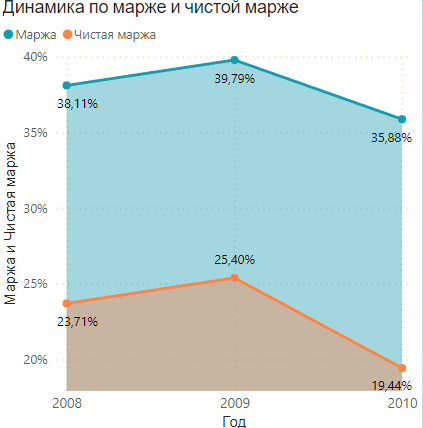 Динамика по марже и чистой марже
Маржа Чистая маржа
40%
39,79%
38,11%
35,88%
35%
30%
25,40%
25%
23,71%
20%
19,44%
Маржа и Чистая маржа
2008 2009 2010
Год